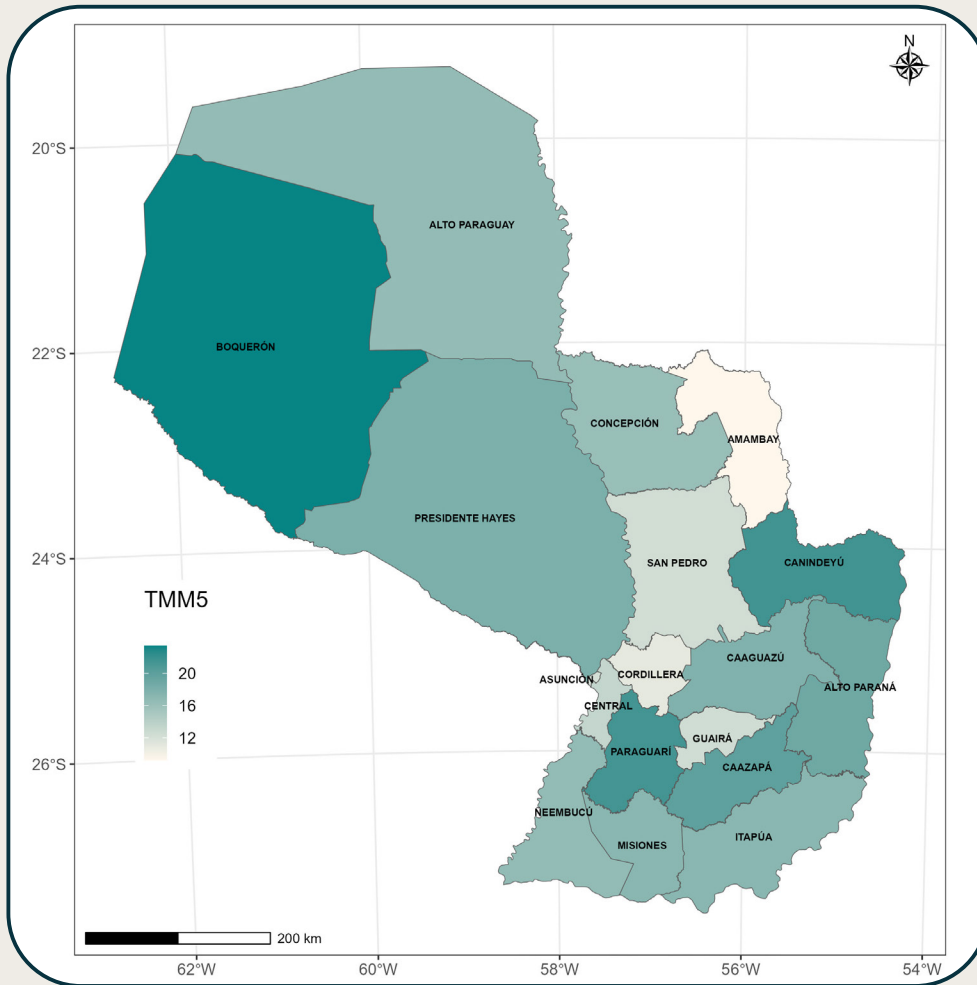 N
20°S
ALTO PARAGUAY
BOQUERÓN
22°S
CONCEPCIÓN
AMAMBAY
PRESIDENTE HAYES
24°S
SAN PEDRO
CANINDEYÚ
TMM5
20
16
12
CAAGUAZÚ
CORDILLERA
ASUNCIÓN
ALTO PARANÁ
CENTRAL
GUAIRÁ
PARAGUARÍ
26°S
CAAZAPÁ
ÑEEMBUCÚ
ITAPÚA
MISIONES
200 km
62°W
60°W
58°W
56°W
54°W